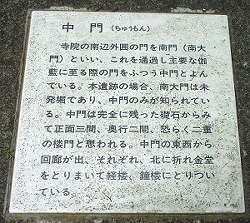 中門（ちゅうもん）
寺院の南辺外囲の門を南門（南大
門）といい、これを通過し主要な伽
藍に至る際の門をふつう中門とよん
でいる。本遺跡の場合、南大門は未
発掘であり、中門のみが知られてい
る。中門は完全に残った礎石からみ
て正面三間、奥行二間、恐らく二重
の楼門と思われる。中門の東西から
回廊が出、それぞれ、北に折れ金堂
をとりまいて経楼、鐘楼にとりつい
ている。